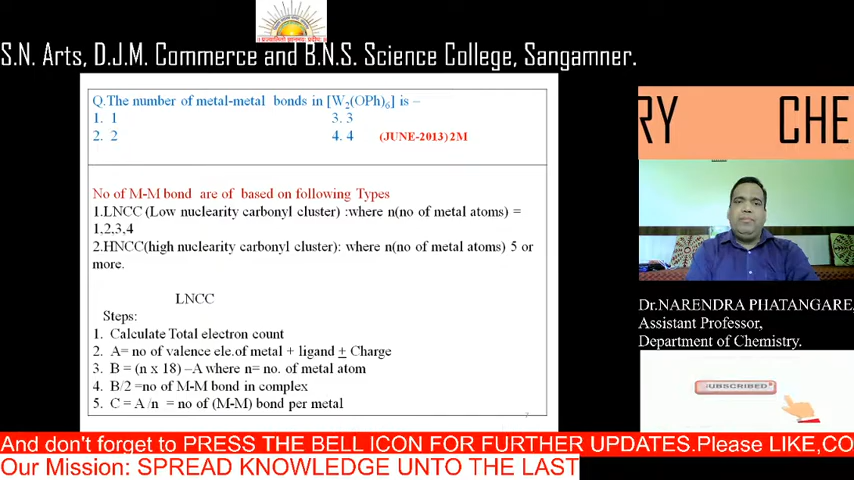 S.N. Arts, D.J.M. Commerce and B.N.S. Science College, Sangamner.
Q.The number of metal-metal bonds in [W2(OPh)6] is –
1. 1 3. 3
2. 2 4. 4 (JUNE-2013) 2M
No of M-M bond are of based on following Types
1.LNCC (Low nuclearity carbonyl cluster) :where n(no of metal atoms) =
1,2,3,4
2.HNCC(high nuclearity carbonyl cluster): where n(no of metal atoms) 5 or
more.
LNCC
Steps:
1. Calculate Total electron count
2. A= no of valence ele.of metal + ligand ± Charge
3. B = (n x 18) –A where n= no. of metal atom
4. B/2 =no of M-M bond in complex
5. C = A /n = no of (M-M) bond per metal
RY CHE
Dr.NARENDRA PHATANGARE,
Assistant Professor,
Department of Chemistry.
SUBSCRIBED
And don't forget to PRESS THE BELL ICON FOR FURTHER UPDATES.Please LIKE,CO
Our Mission: SPREAD KNOWLEDGE UNTO THE LAST